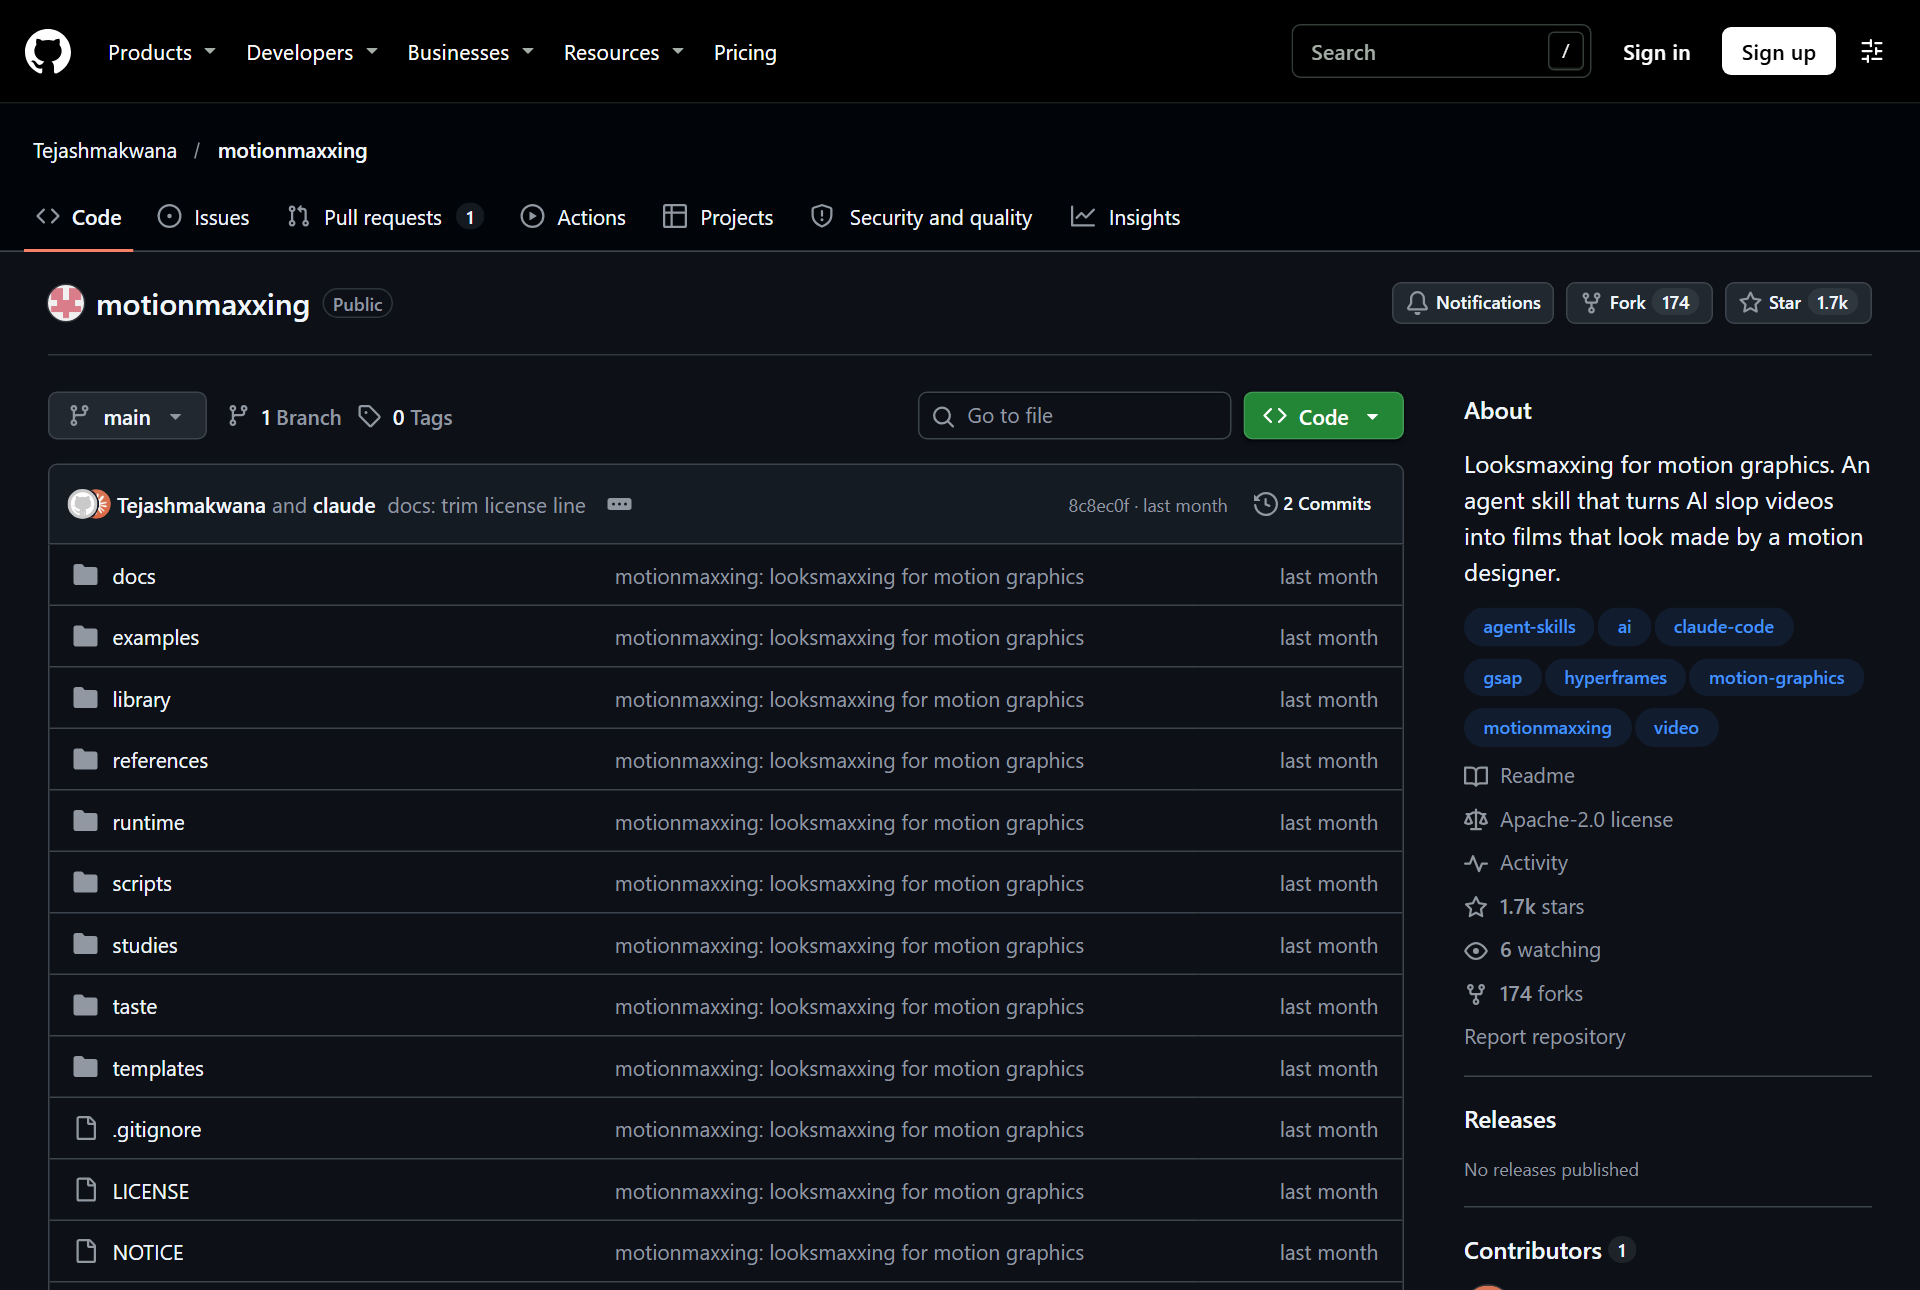 Products Developers Businesses Resources Pricing Search / Sign in Sign up
Tejashmakwana / motionmaxxing
Code Issues Pull requests 1 Actions Projects Security and quality Insights
motionmaxxing Public Notifications Fork 174 Star 1.7k
main 1 Branch 0 Tags Go to file Code
Tejashmakwana and claude docs: trim license line 8c8ec0f · last month 2 Commits
docs motionmaxxing: looksmaxxing for motion graphics last month
examples motionmaxxing: looksmaxxing for motion graphics last month
library motionmaxxing: looksmaxxing for motion graphics last month
references motionmaxxing: looksmaxxing for motion graphics last month
runtime motionmaxxing: looksmaxxing for motion graphics last month
scripts motionmaxxing: looksmaxxing for motion graphics last month
studies motionmaxxing: looksmaxxing for motion graphics last month
taste motionmaxxing: looksmaxxing for motion graphics last month
templates motionmaxxing: looksmaxxing for motion graphics last month
.gitignore motionmaxxing: looksmaxxing for motion graphics last month
LICENSE motionmaxxing: looksmaxxing for motion graphics last month
NOTICE motionmaxxing: looksmaxxing for motion graphics last month
About
Looksmaxxing for motion graphics. An
agent skill that turns AI slop videos
into films that look made by a motion
designer.
agent-skills ai claude-code
gsap hyperframes motion-graphics
motionmaxxing video
Readme
Apache-2.0 license
Activity
1.7k stars
6 watching
174 forks
Report repository
Releases
No releases published
Contributors 1